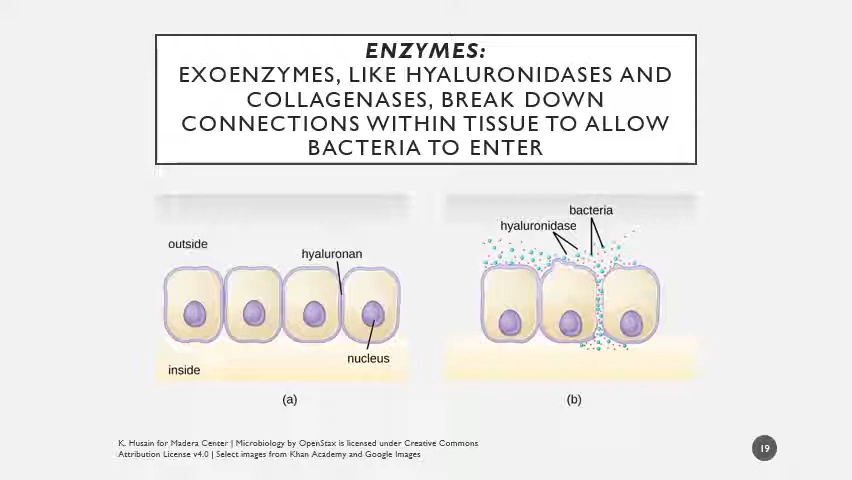 ENZYMES:
EXOENZYMES, LIKE HYALURONIDASES AND
COLLAGENASES, BREAK DOWN
CONNECTIONS WITHIN TISSUE TO ALLOW
BACTERIA TO ENTER
outside
hyaluronan
nucleus
inside
(a)
bacteria
hyaluronidase
(b)
K. Husain for Madera Center | Microbiology by OpenStax is licensed under Creative Commons
Attribution License v4.0 | Select images from Khan Academy and Google Images
19